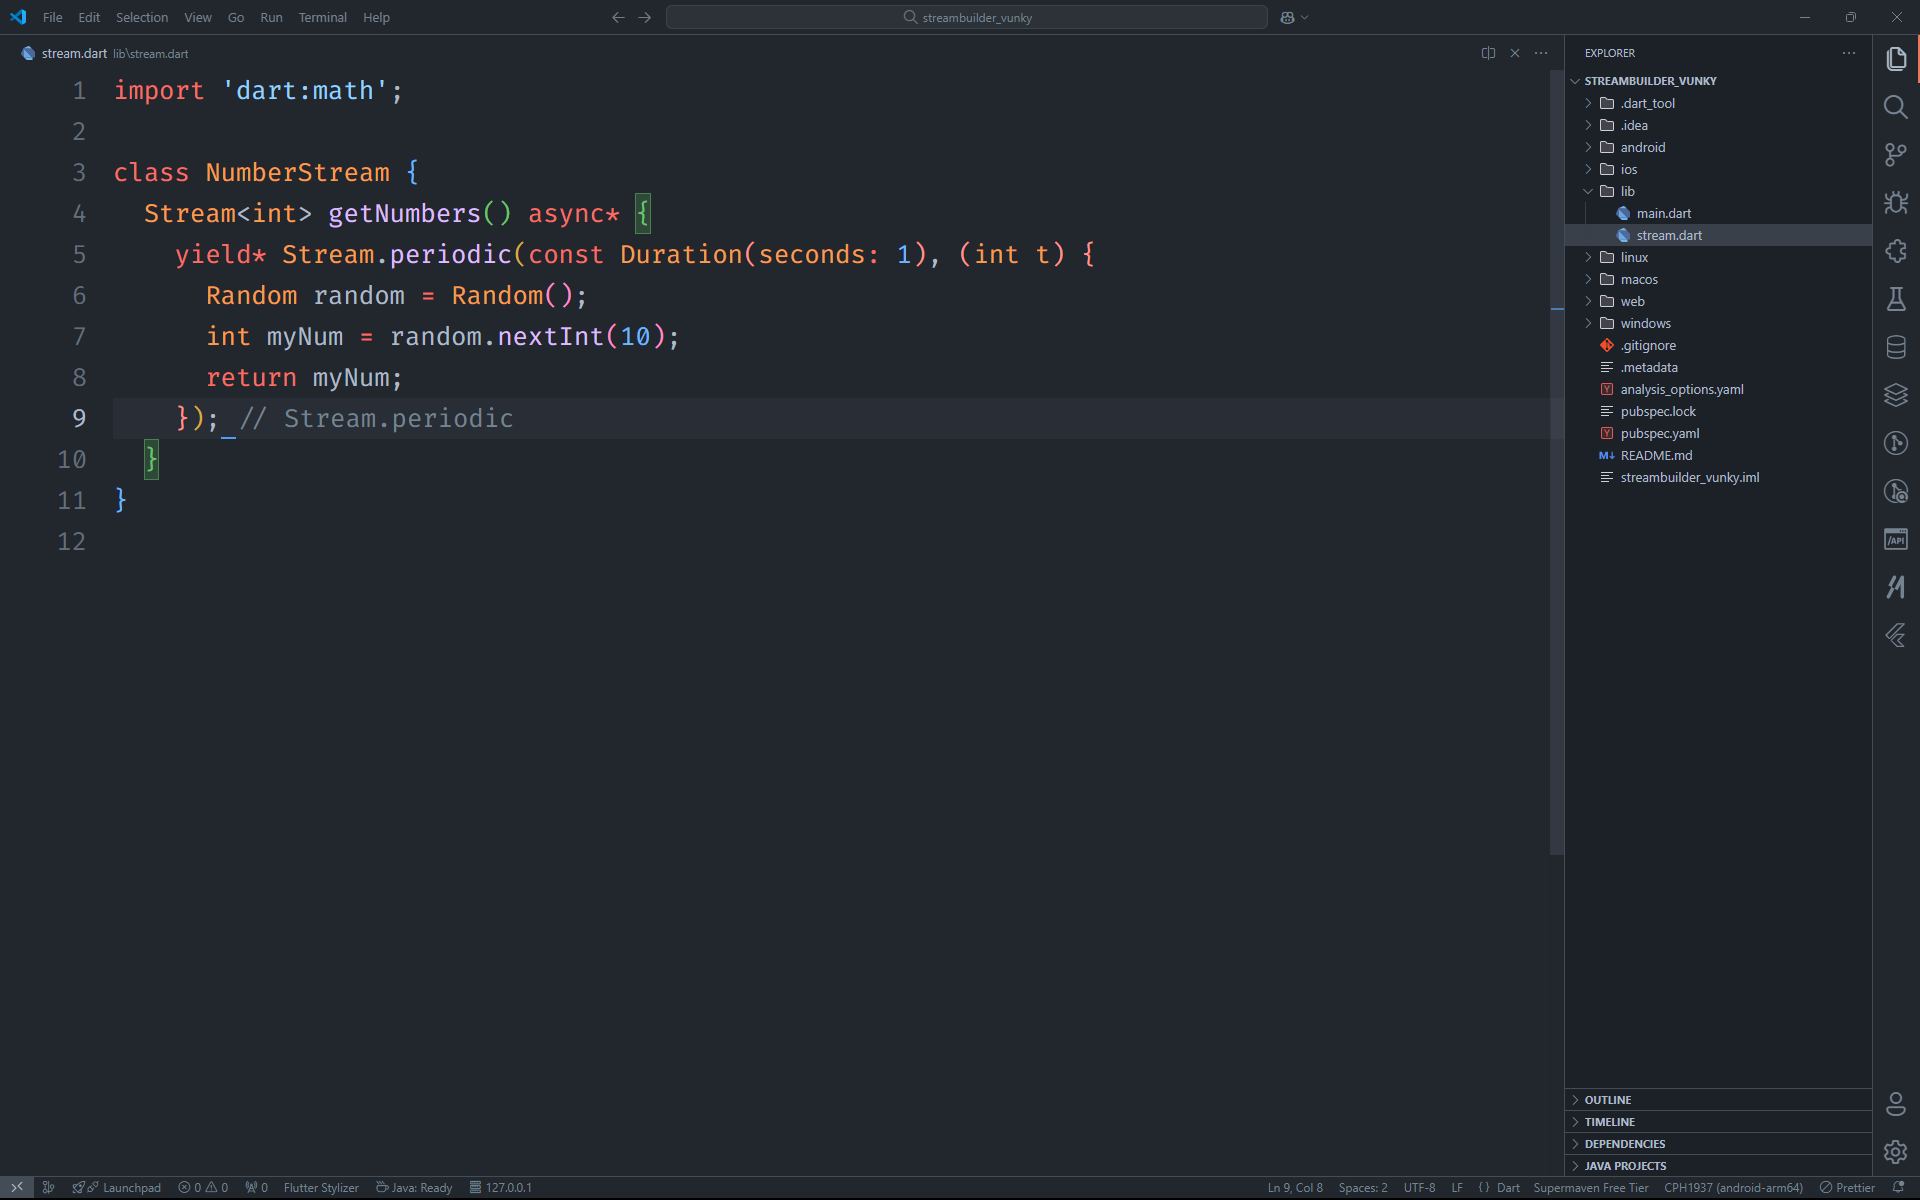 File Edit Selection View Go Run Terminal Help streambuilder_vunky
stream.dart lib\stream.dart
1 import 'dart:math';
2
3 class NumberStream {
4 Stream<int> getNumbers() async* {
5 yield* Stream.periodic(const Duration(seconds: 1), (int t) {
6 Random random = Random();
7 int myNum = random.nextInt(10);
8 return myNum;
9 }); // Stream.periodic
10 }
11 }
12
EXPLORER
STREAMBUILDER_VUNKY
.dart_tool
.idea
android
ios
lib
main.dart
stream.dart
linux
macos
web
windows
.gitignore
.metadata
analysis_options.yaml
pubspec.lock
pubspec.yaml
README.md
streambuilder_vunky.iml
/API
OUTLINE
TIMELINE
DEPENDENCIES
JAVA PROJECTS
Launchpad 0 0 0 Flutter Stylizer Java: Ready 127.0.0.1 Ln 9, Col 8 Spaces: 2 UTF-8 LF {} Dart Supermaven Free Tier CPH1937 (android-arm64) Prettier